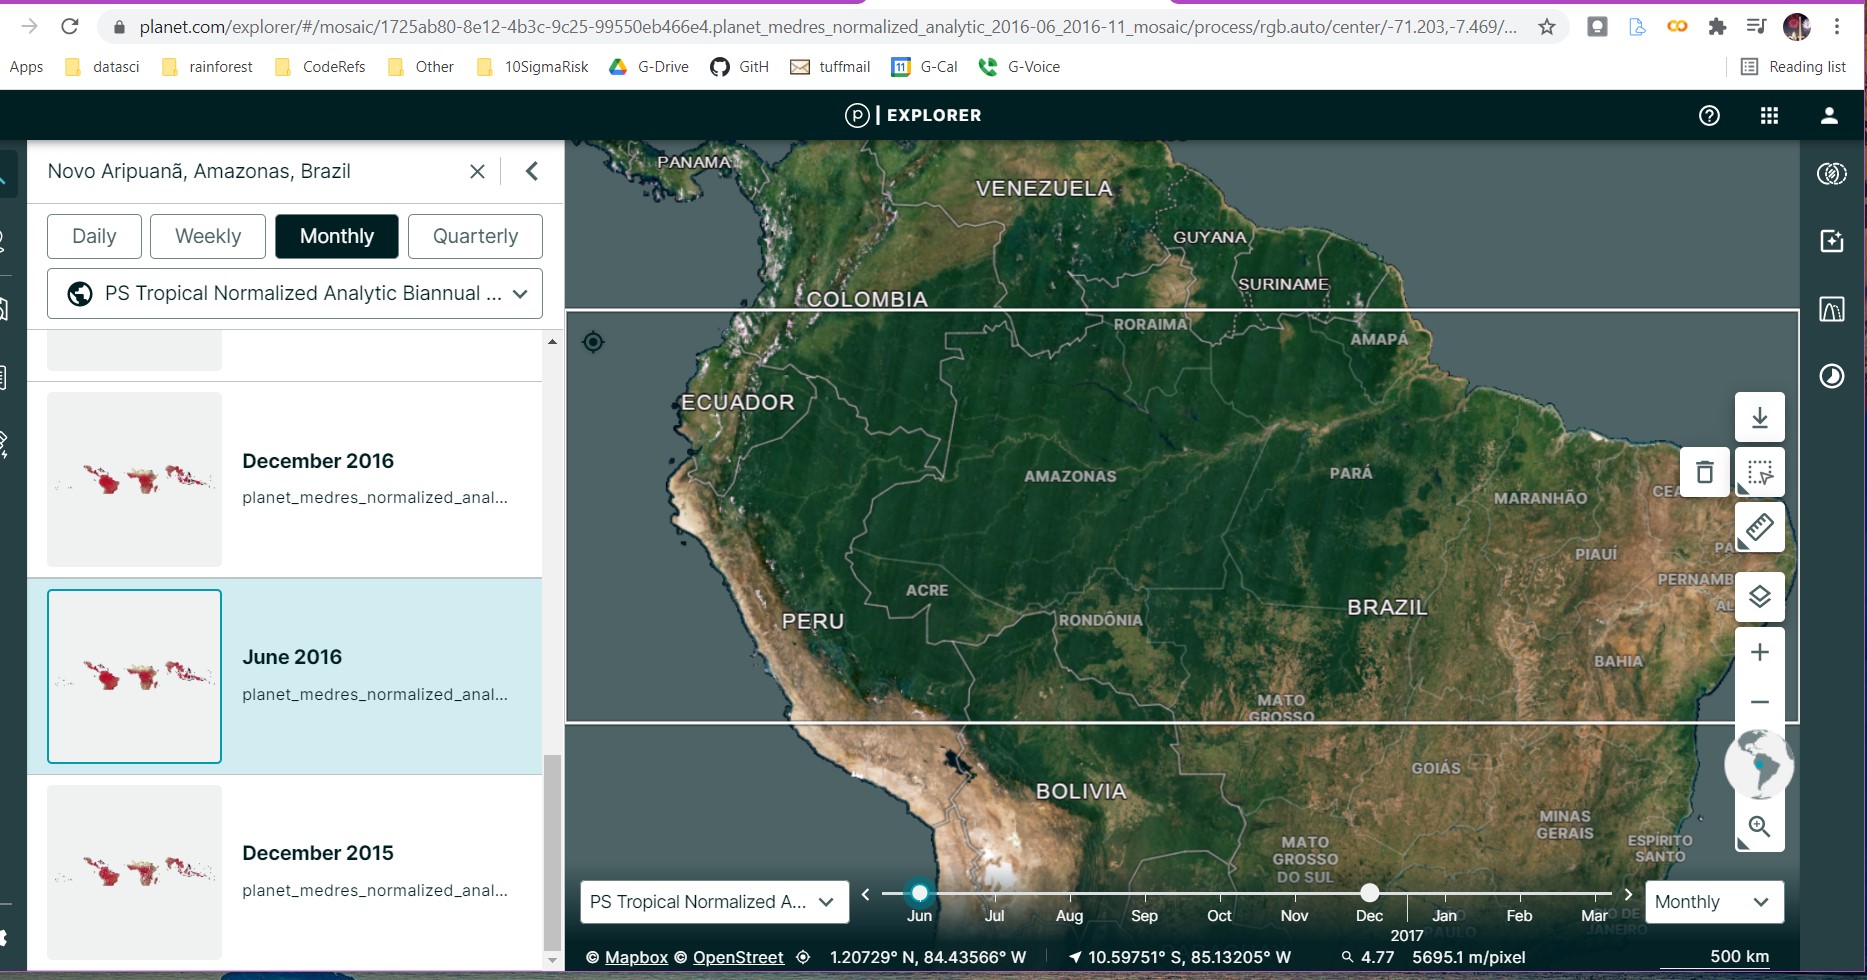 planet.com/explorer/#/mosaic/1725ab80-8e12-4b3c-9c25-99550eb466e4.planet_medres_normalized_analytic_2016-06_2016-11_mosaic/process/rgb.auto/center/-71.203,-7.469/...
Apps datasci rainforest CodeRefs Other 10SigmaRisk G-Drive GitH tuffmail 11 G-Cal G-Voice Reading list
p | EXPLORER
Novo Aripuanã, Amazonas, Brazil
Daily Weekly Monthly Quarterly
PS Tropical Normalized Analytic Biannual ...
December 2016
planet_medres_normalized_anal...
June 2016
planet_medres_normalized_anal...
December 2015
planet_medres_normalized_anal...
PANAMA
VENEZUELA
GUYANA
SURINAME
COLOMBIA
RORAIMA
AMAPÁ
ECUADOR
AMAZONAS
PARÁ
MARANHÃO
CEA
PIAUÍ
PA
PERNAMB
AL
ACRE
RONDÔNIA
PERU
BRAZIL
BAHIA
MATO
GROSSO
GOIÁS
BOLIVIA
MINAS
GERAIS
ESPÍRITO
SANTO
MATO
GROSSO
DO SUL
PS Tropical Normalized A...
Jun Jul Aug Sep Oct Nov Dec Jan Feb Mar
2017
Monthly
RIO DE
JANEIRO
PAULO
© Mapbox © OpenStreet 1.20729° N, 84.43566° W 10.59751° S, 85.13205° W 4.77 5695.1 m/pixel 500 km